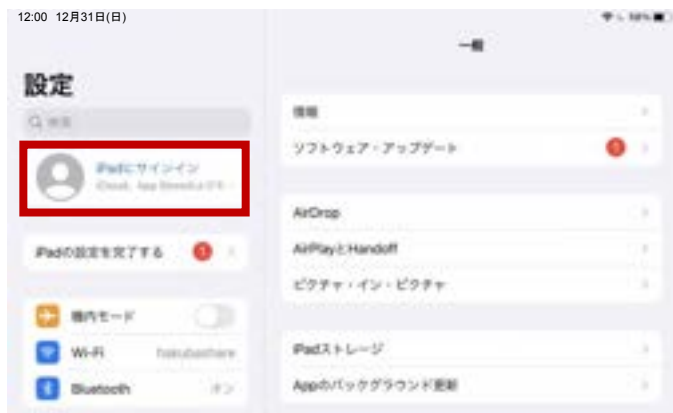 12:00 12月31日(日)
一般
設定
検索
iPadにサインイン
iPadの設定を完了する
1
機内モード
Wi-Fi hakubashare
Bluetooth オン
情報
ソフトウェア・アップデート
1
AirDrop
AirPlayとHandoff
ピクチャ・イン・ピクチャ
iPadストレージ
Appのバックグラウンド更新